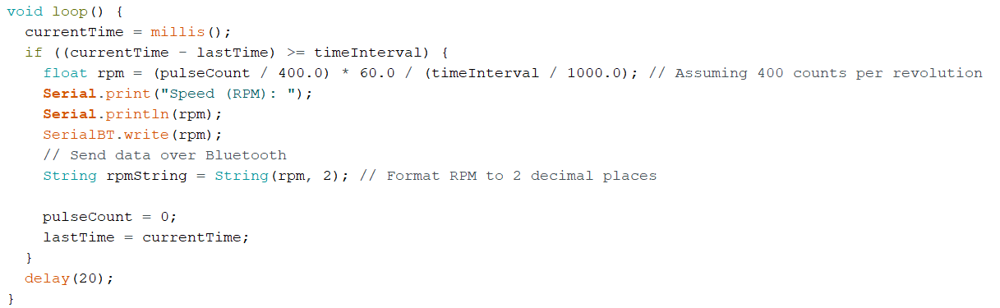 void loop() {
  currentTime = millis();
  if ((currentTime - lastTime) >= timeInterval) {
    float rpm = (pulseCount / 400.0) * 60.0 / (timeInterval / 1000.0); // Assuming 400 counts per revolution
    Serial.print("Speed (RPM): ");
    Serial.println(rpm);
    SerialBT.write(rpm);
    // Send data over Bluetooth
    String rpmString = String(rpm, 2); // Format RPM to 2 decimal places

    pulseCount = 0;
    lastTime = currentTime;
  }
  delay(20);
}